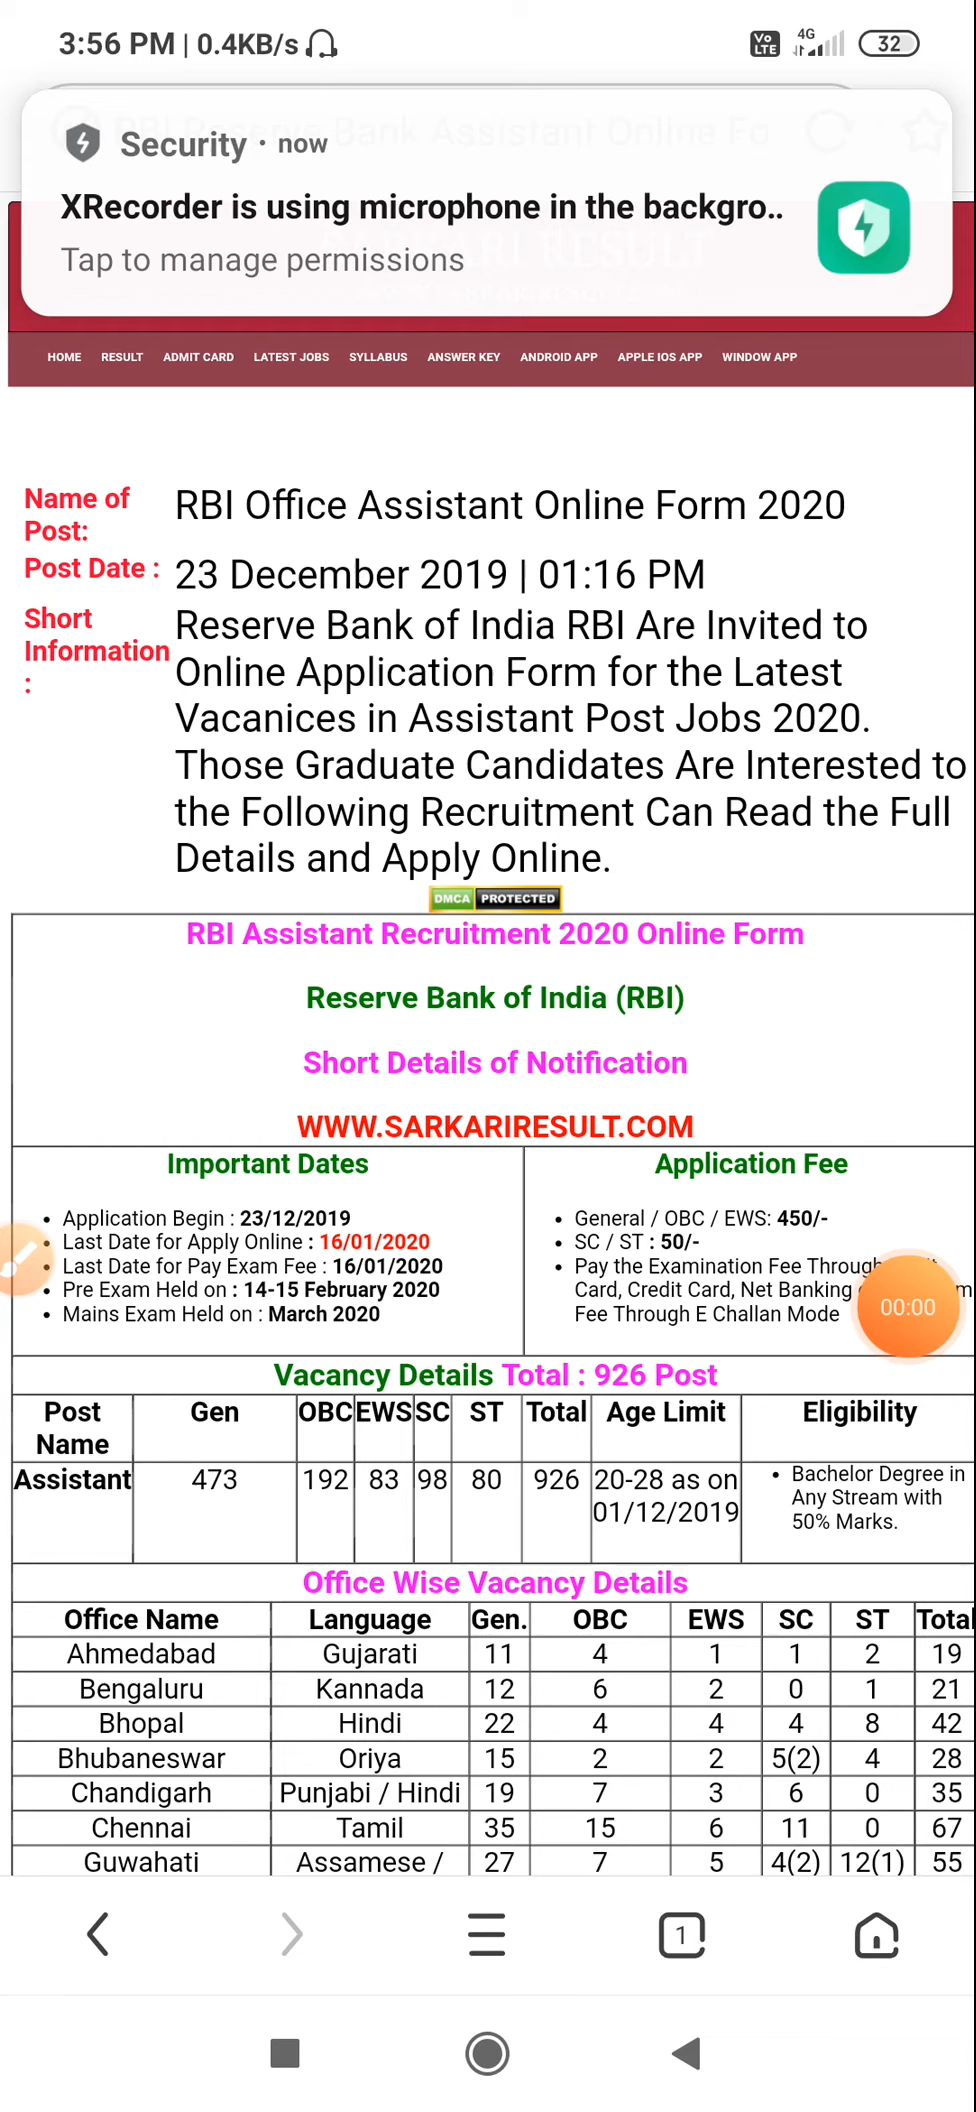 3:56 PM | 0.4KB/s
Vo LTE 4G 32
RBI Reserve Bank Assistant Online Fo
Security · now
XRecorder is using microphone in the backgro..
Tap to manage permissions
SARKARI RESULT
HOME RESULT ADMIT CARD LATEST JOBS SYLLABUS ANSWER KEY ANDROID APP APPLE IOS APP WINDOW APP
Name of Post: RBI Office Assistant Online Form 2020
Post Date : 23 December 2019 | 01:16 PM
Short Information : Reserve Bank of India RBI Are Invited to
Online Application Form for the Latest
Vacanices in Assistant Post Jobs 2020.
Those Graduate Candidates Are Interested to
the Following Recruitment Can Read the Full
Details and Apply Online.
DMCA PROTECTED
RBI Assistant Recruitment 2020 Online Form
Reserve Bank of India (RBI)
Short Details of Notification
WWW.SARKARIRESULT.COM
Important Dates
• Application Begin : 23/12/2019
• Last Date for Apply Online : 16/01/2020
• Last Date for Pay Exam Fee : 16/01/2020
• Pre Exam Held on : 14-15 February 2020
• Mains Exam Held on : March 2020
Application Fee
• General / OBC / EWS: 450/-
• SC / ST : 50/-
• Pay the Examination Fee Through
Card, Credit Card, Net Banking
Fee Through E Challan Mode
00:00
Vacancy Details Total : 926 Post
Post Name Gen OBC EWS SC ST Total Age Limit Eligibility
Assistant 473 192 83 98 80 926 20-28 as on 01/12/2019 • Bachelor Degree in Any Stream with 50% Marks.
Office Wise Vacancy Details
Office Name Language Gen. OBC EWS SC ST Total
Ahmedabad Gujarati 11 4 1 1 2 19
Bengaluru Kannada 12 6 2 0 1 21
Bhopal Hindi 22 4 4 4 8 42
Bhubaneswar Oriya 15 2 2 5(2) 4 28
Chandigarh Punjabi / Hindi 19 7 3 6 0 35
Chennai Tamil 35 15 6 11 0 67
Guwahati Assamese / 27 7 5 4(2) 12(1) 55
1